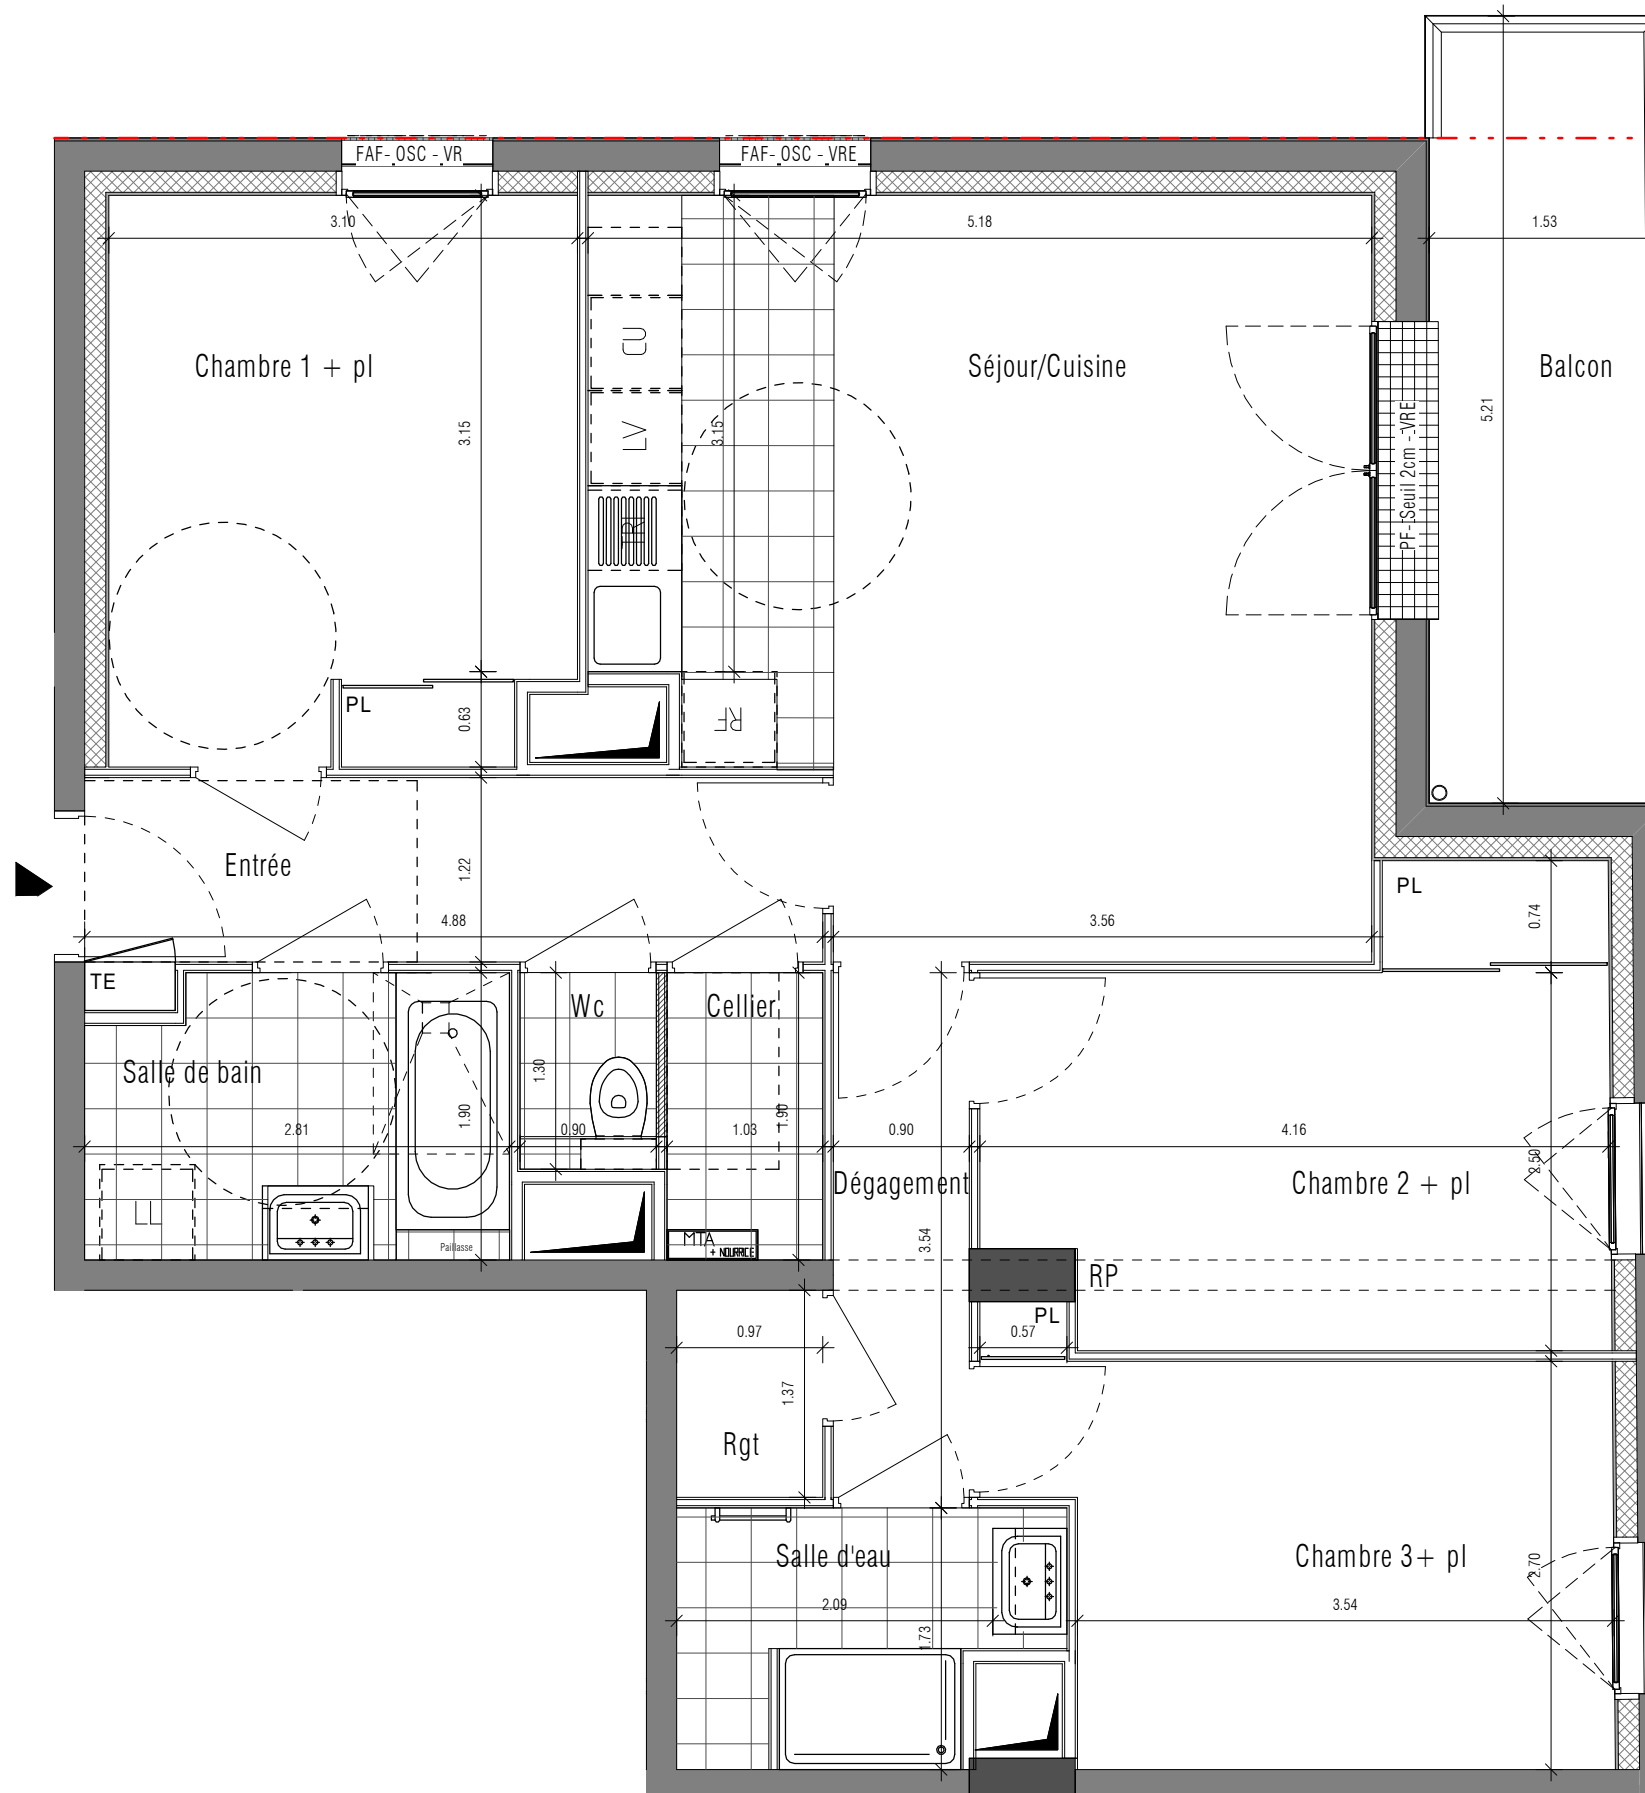 FAF- OSC - VR
FAF- OSC - VRE
3.10
5.18
1.53
Chambre 1 + pl
CU
Séjour/Cuisine
Balcon
5.21
3.15
LV
3.15
PF- Seuil 2cm - VRE
TRI
PL
0.63
RF
Entrée
1.22
PL
4.88
3.56
0.74
TE
Wc
Cellier
Salle de bain
1.30
1.90
1.90
2.81
0.90
1.03
0.90
4.16
2.50
Dégagement
Chambre 2 + pl
LL
Paillasse
MTA
+ NOURRICE
3.54
RP
PL
0.97
0.57
1.37
Rgt
Salle d'eau
Chambre 3+ pl
2.70
2.09
3.54
1.73